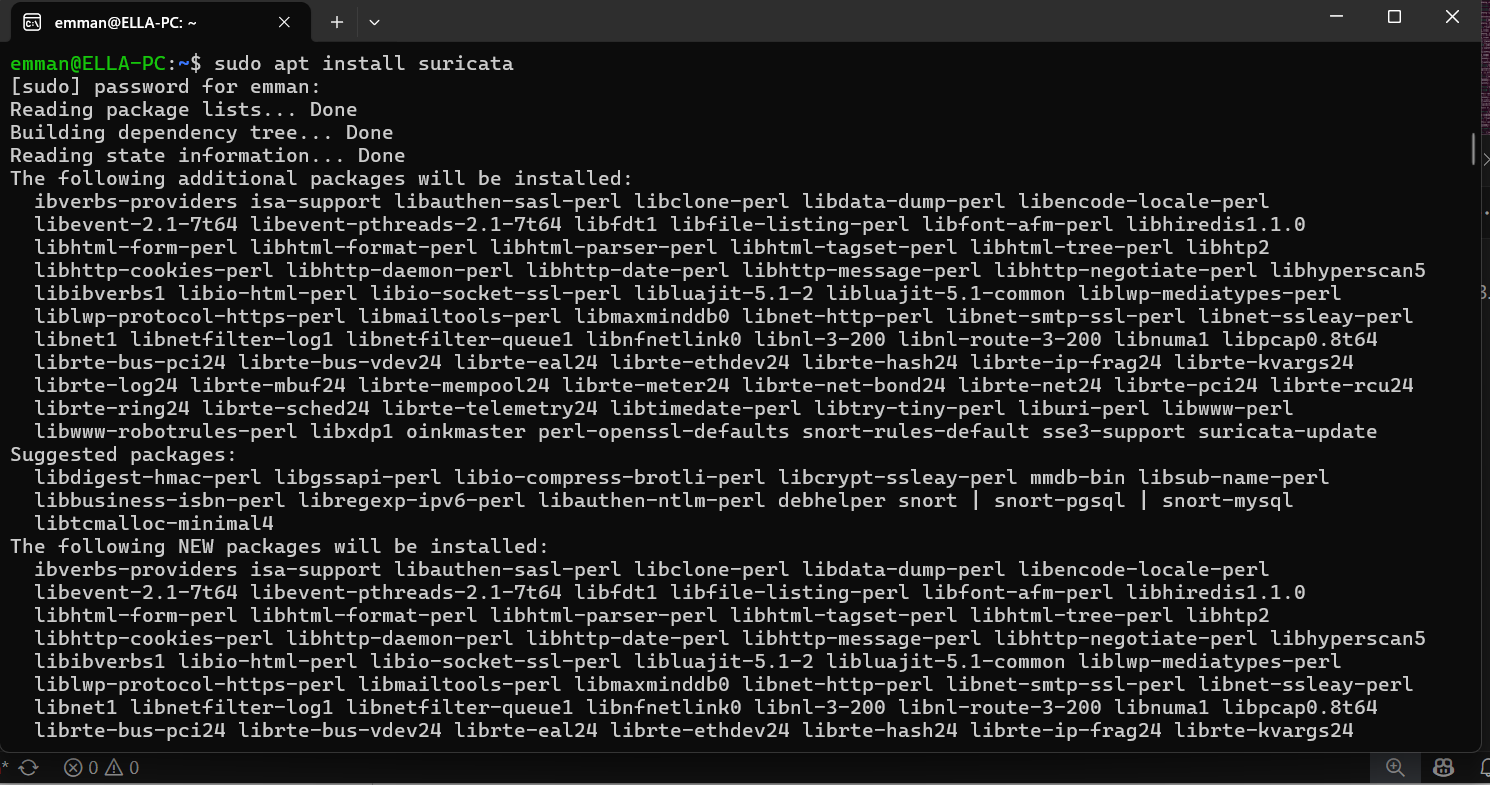 emman@ELLA-PC: ~
emman@ELLA-PC:~$ sudo apt install suricata
[sudo] password for emman:
Reading package lists... Done
Building dependency tree... Done
Reading state information... Done
The following additional packages will be installed:
  ibverbs-providers isa-support libauthen-sasl-perl libclone-perl libdata-dump-perl libencode-locale-perl
  libevent-2.1-7t64 libevent-pthreads-2.1-7t64 libfdt1 libfile-listing-perl libfont-afm-perl libhiredis1.1.0
  libhtml-form-perl libhtml-format-perl libhtml-parser-perl libhtml-tagset-perl libhtml-tree-perl libhtp2
  libhttp-cookies-perl libhttp-daemon-perl libhttp-date-perl libhttp-message-perl libhttp-negotiate-perl libhyperscan5
  libibverbs1 libio-html-perl libio-socket-ssl-perl libluajit-5.1-2 libluajit-5.1-common liblwp-mediatypes-perl
  liblwp-protocol-https-perl libmailtools-perl libmaxminddb0 libnet-http-perl libnet-smtp-ssl-perl libnet-ssleay-perl
  libnet1 libnetfilter-log1 libnetfilter-queue1 libnfnetlink0 libnl-3-200 libnl-route-3-200 libnuma1 libpcap0.8t64
  librte-bus-pci24 librte-bus-vdev24 librte-eal24 librte-ethdev24 librte-hash24 librte-ip-frag24 librte-kvargs24
  librte-log24 librte-mbuf24 librte-mempool24 librte-meter24 librte-net-bond24 librte-net24 librte-pci24 librte-rcu24
  librte-ring24 librte-sched24 librte-telemetry24 libtimedate-perl libtry-tiny-perl liburi-perl libwww-perl
  libwww-robotrules-perl libxdp1 oinkmaster perl-openssl-defaults snort-rules-default sse3-support suricata-update
Suggested packages:
  libdigest-hmac-perl libgssapi-perl libio-compress-brotli-perl libcrypt-ssleay-perl mmdb-bin libsub-name-perl
  libbusiness-isbn-perl libregexp-ipv6-perl libauthen-ntlm-perl debhelper snort | snort-pgsql | snort-mysql
  libtcmalloc-minimal4
The following NEW packages will be installed:
  ibverbs-providers isa-support libauthen-sasl-perl libclone-perl libdata-dump-perl libencode-locale-perl
  libevent-2.1-7t64 libevent-pthreads-2.1-7t64 libfdt1 libfile-listing-perl libfont-afm-perl libhiredis1.1.0
  libhtml-form-perl libhtml-format-perl libhtml-parser-perl libhtml-tagset-perl libhtml-tree-perl libhtp2
  libhttp-cookies-perl libhttp-daemon-perl libhttp-date-perl libhttp-message-perl libhttp-negotiate-perl libhyperscan5
  libibverbs1 libio-html-perl libio-socket-ssl-perl libluajit-5.1-2 libluajit-5.1-common liblwp-mediatypes-perl
  liblwp-protocol-https-perl libmailtools-perl libmaxminddb0 libnet-http-perl libnet-smtp-ssl-perl libnet-ssleay-perl
  libnet1 libnetfilter-log1 libnetfilter-queue1 libnfnetlink0 libnl-3-200 libnl-route-3-200 libnuma1 libpcap0.8t64
  librte-bus-pci24 librte-bus-vdev24 librte-eal24 librte-ethdev24 librte-hash24 librte-ip-frag24 librte-kvargs24
* 0 0